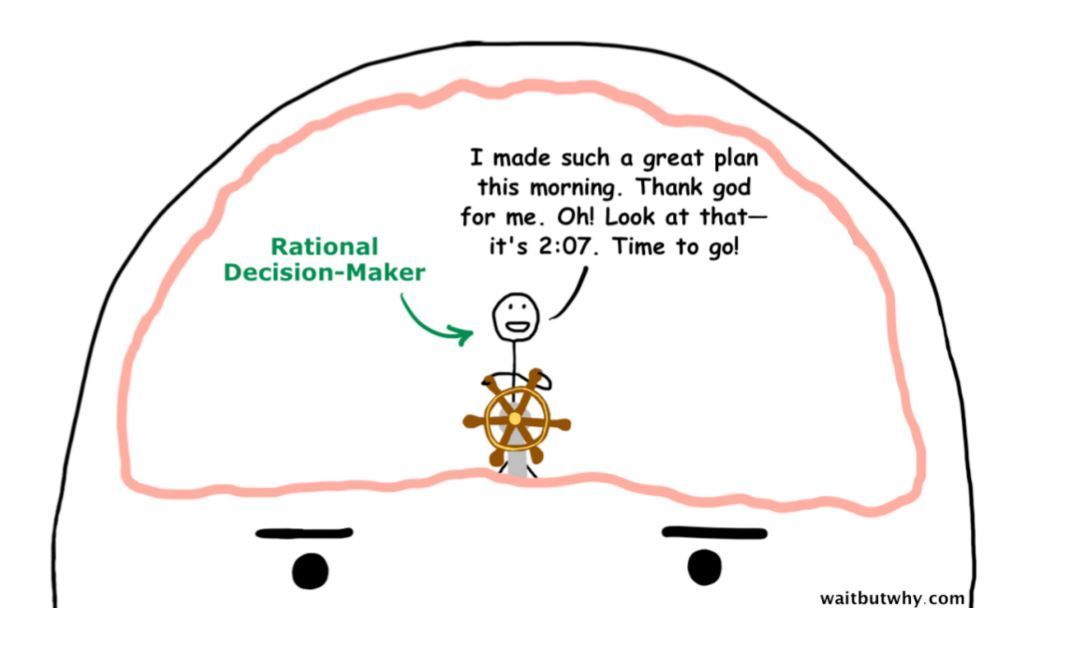 I made such a great plan
this morning. Thank god
for me. Oh! Look at that—
it's 2:07. Time to go!
Rational
Decision-Maker
waitbutwhy.com